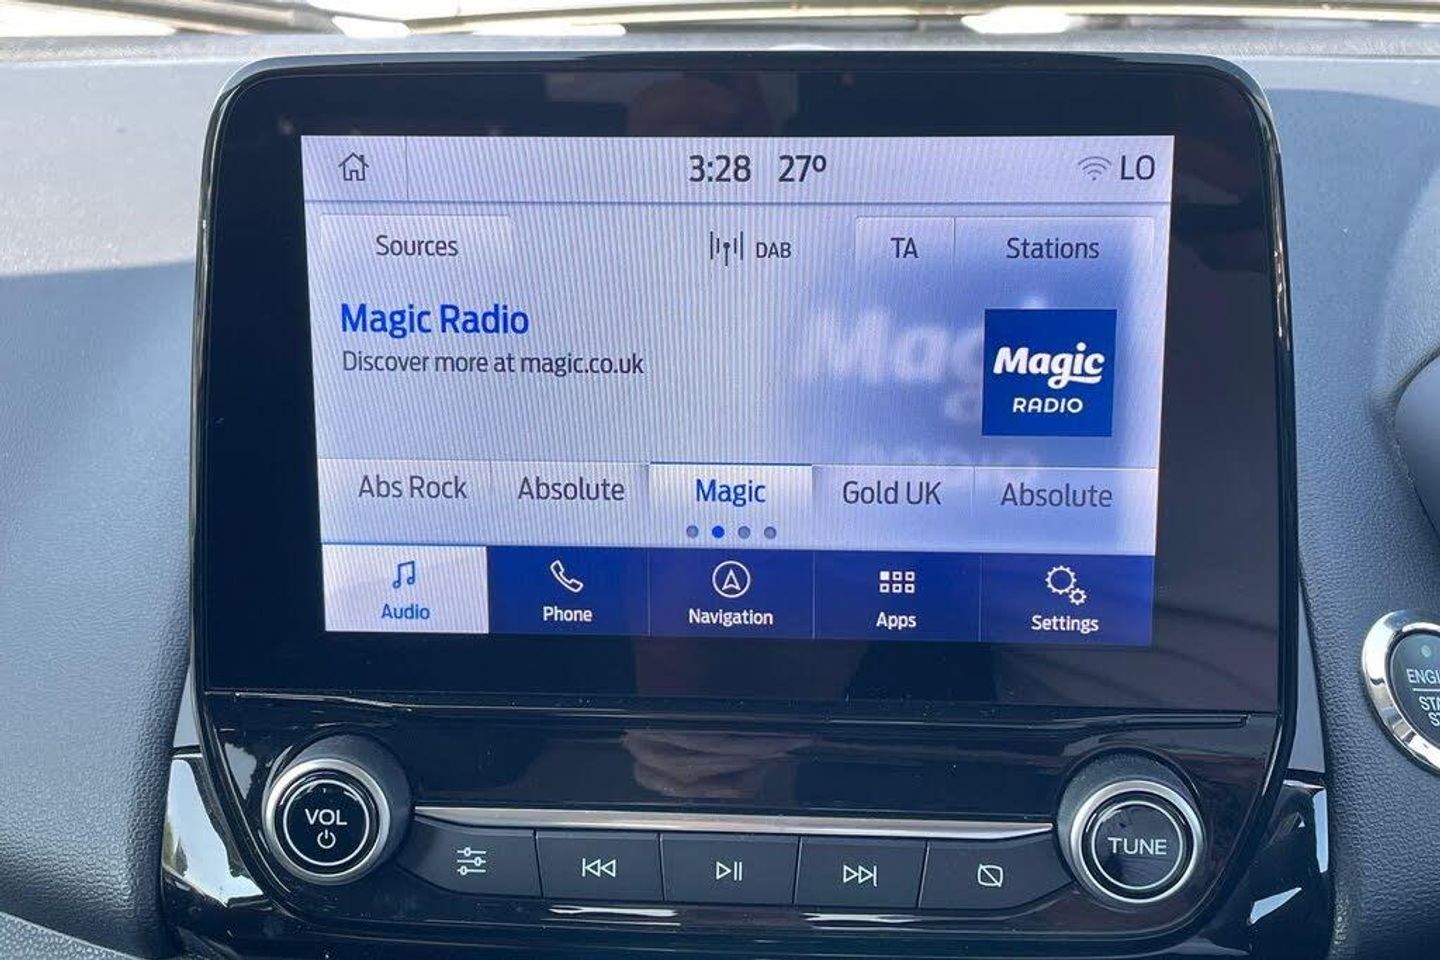 3:28 27º LO
Sources DAB TA Stations
Magic Radio
Discover more at magic.co.uk
Magic
RADIO
Abs Rock Absolute Magic Gold UK Absolute
Audio Phone Navigation Apps Settings
VOL
TUNE